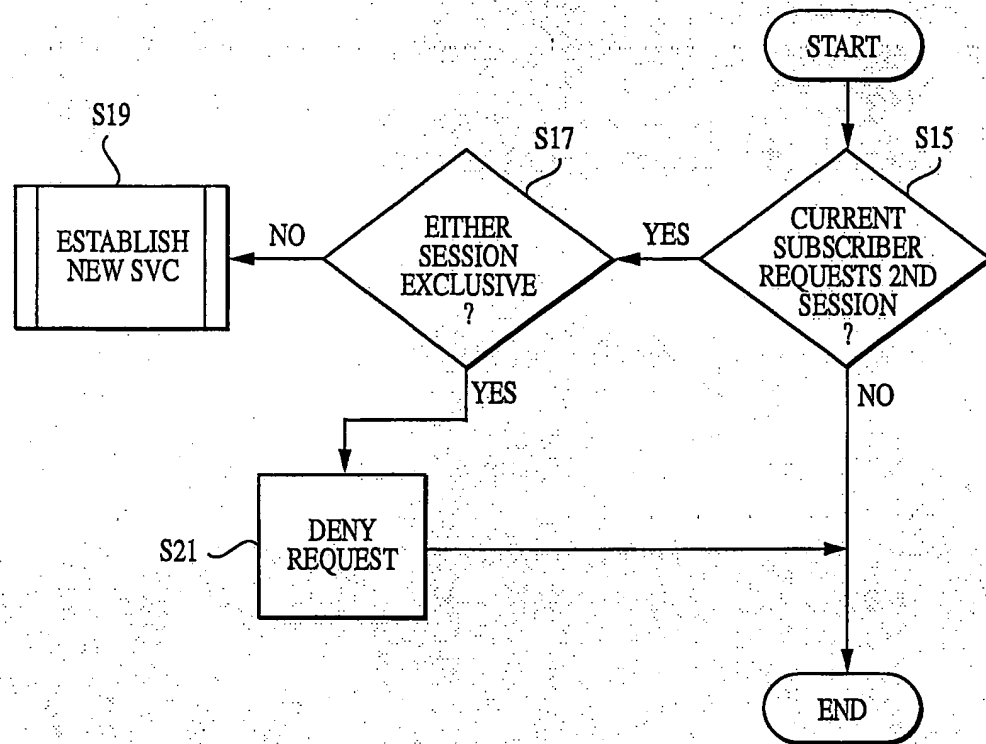 START
S19
S17
S15
ESTABLISH
NEW SVC
NO
EITHER
SESSION
EXCLUSIVE
?
YES
CURRENT
SUBSCRIBER
REQUESTS 2ND
SESSION
?
YES
NO
S21
DENY
REQUEST
END